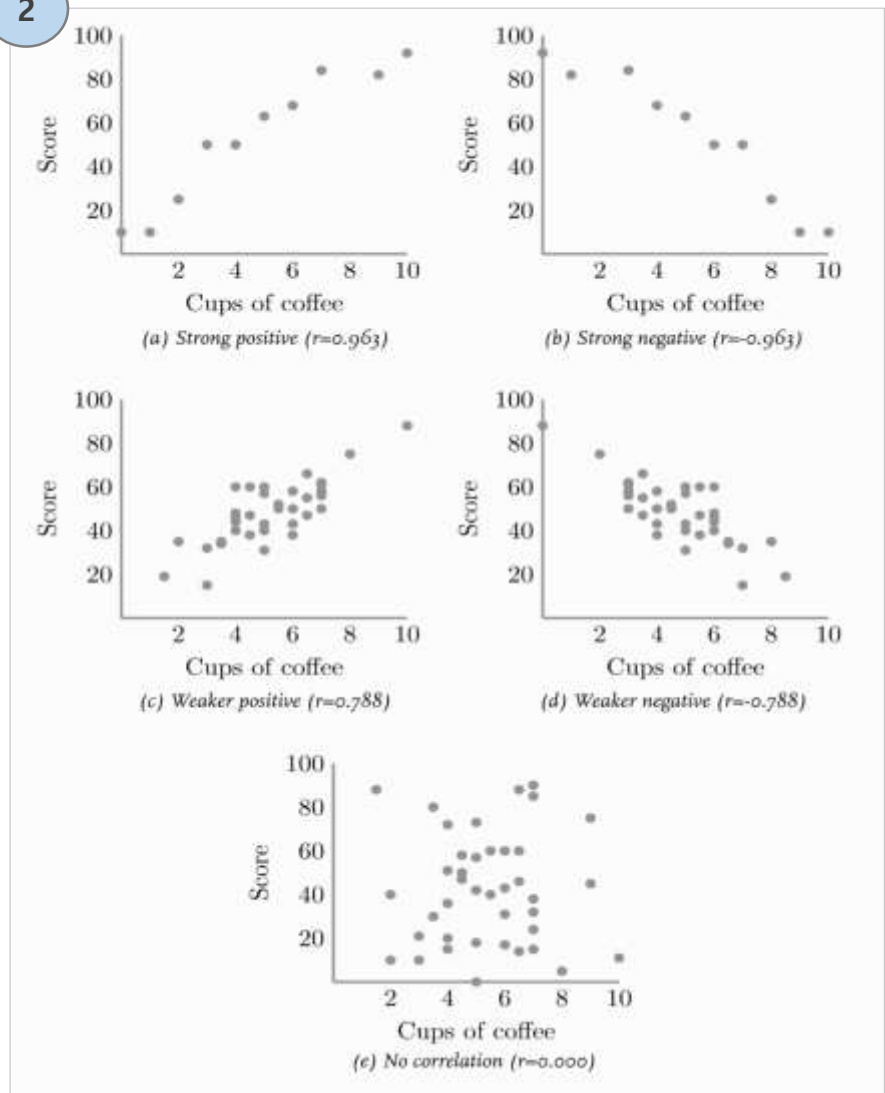 2
100
80
60
40
20
Score
2 4 6 8 10
Cups of coffee
(a) Strong positive (r=0.963)
100
80
60
40
20
Score
2 4 6 8 10
Cups of coffee
(b) Strong negative (r=-0.963)
100
80
60
40
20
Score
2 4 6 8 10
Cups of coffee
(c) Weaker positive (r=0.788)
100
80
60
40
20
Score
2 4 6 8 10
Cups of coffee
(d) Weaker negative (r=-0.788)
100
80
60
40
20
Score
2 4 6 8 10
Cups of coffee
(e) No correlation (r=0.000)